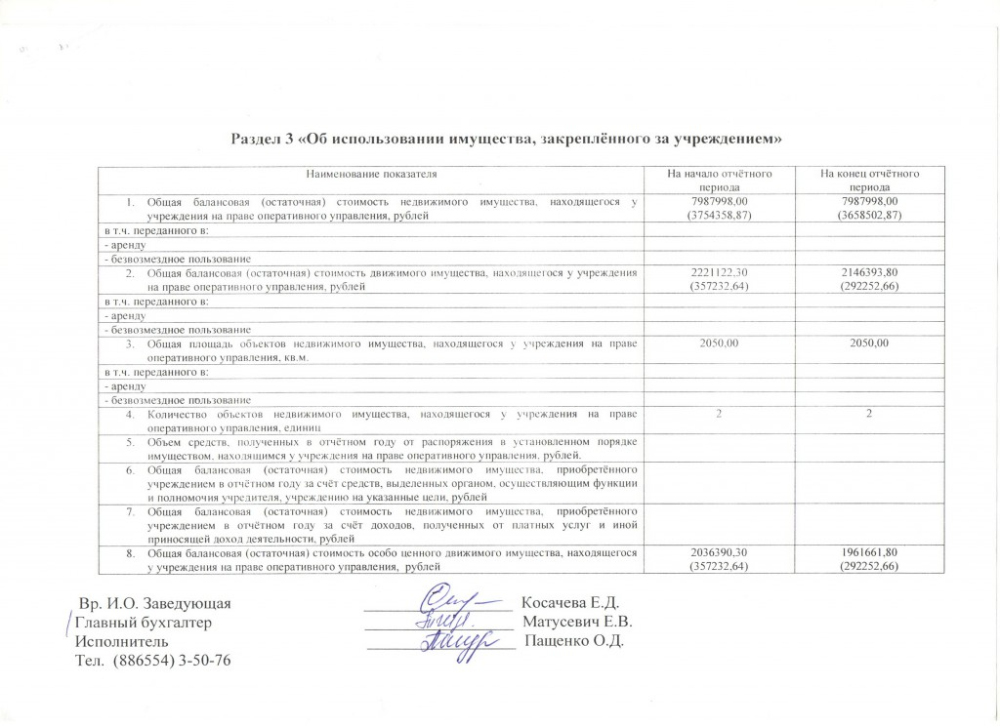 Раздел 3 «Об использовании имущества, закреплённого за учреждением»
Наименование показателя
На начало отчётного
периода
На конец отчётного
периода
1. Общая балансовая (остаточная) стоимость недвижимого имущества, находящегося у
учреждения на праве оперативного управления, рублей
7987998,00
(3754358,87)
7987998,00
(3658502,87)
в т.ч. переданного в:
- аренду
- безвозмездное пользование
2. Общая балансовая (остаточная) стоимость движимого имущества, находящегося у учреждения
на праве оперативного управления, рублей
2221122,30
(357232,64)
2146393,80
(292252,66)
в т.ч. переданного в:
- аренду
- безвозмездное пользование
3. Общая площадь объектов недвижимого имущества, находящегося у учреждения на праве
оперативного управления, кв.м.
2050,00
2050,00
в т.ч. переданного в:
- аренду
- безвозмездное пользование
4. Количество объектов недвижимого имущества, находящегося у учреждения на праве
оперативного управления, единиц
2
2
5. Объем средств, полученных в отчётном году от распоряжения в установленном порядке
имуществом, находящимся у учреждения на праве оперативного управления, рублей.
6. Общая балансовая (остаточная) стоимость недвижимого имущества, приобретённого
учреждением в отчётном году за счёт средств, выделенных органом, осуществляющим функции
и полномочия учредителя, учреждению на указанные цели, рублей
7. Общая балансовая (остаточная) стоимость недвижимого имущества, приобретённого
учреждением в отчётном году за счёт доходов, полученных от платных услуг и иной
приносящей доход деятельности, рублей
8. Общая балансовая (остаточная) стоимость особо ценного движимого имущества, находящегося
у учреждения на праве оперативного управления, рублей
2036390,30
(357232,64)
1961661,80
(292252,66)
Вр. И.О. Заведующая Косачева Е.Д.
Главный бухгалтер Матусевич Е.В.
Исполнитель Пащенко О.Д.
Тел. (886554) 3-50-76